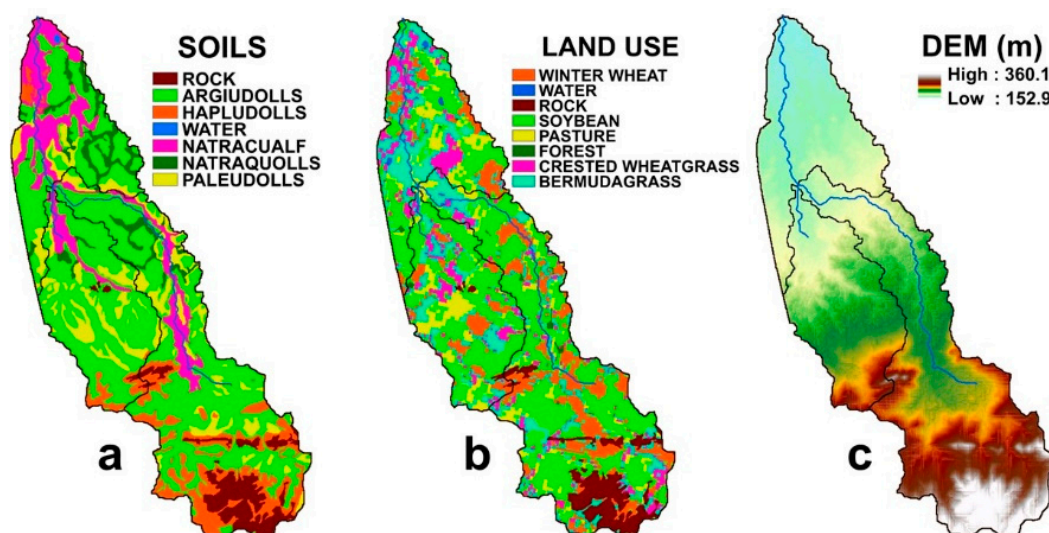 SOILS
ROCK
ARGIUDOLLS
HAPLUDOLLS
WATER
NATRACUALF
NATRAQUOLLS
PALEUDOLLS
a
LAND USE
WINTER WHEAT
WATER
ROCK
SOYBEAN
PASTURE
FOREST
CRESTED WHEATGRASS
BERMUDAGRASS
b
DEM (m)
High : 360.1
Low : 152.9
c